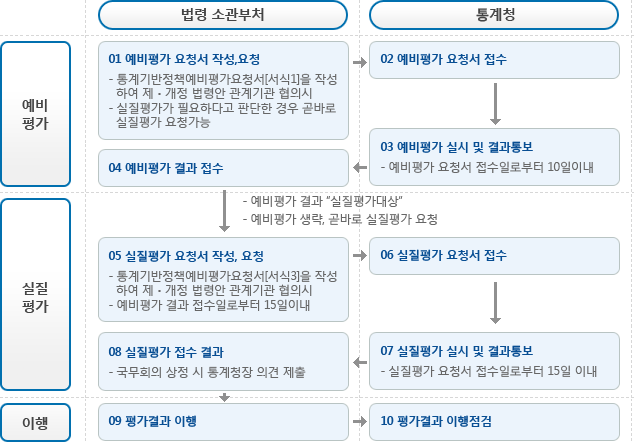 법령 소관부처
통계청
예비
평가
01 예비평가 요청서 작성,요청
- 통계기반정책예비평가요청서[서식1]을 작성
하여 제・개정 법령안 관계기관 협의시
- 실질평가가 필요하다고 판단한 경우 곧바로
실질평가 요청가능
02 예비평가 요청서 접수
03 예비평가 실시 및 결과통보
- 예비평가 요청서 접수일로부터 10일이내
04 예비평가 결과 접수
- 예비평가 결과 “실질평가대상”
- 예비평가 생략, 곧바로 실질평가 요청
실질
평가
05 실질평가 요청서 작성, 요청
- 통계기반정책예비평가요청서[서식3]을 작성
하여 제・개정 법령안 관계기관 협의시
- 예비평가 결과 접수일로부터 15일이내
06 실질평가 요청서 접수
07 실질평가 실시 및 결과통보
- 실질평가 요청서 접수일로부터 15일 이내
08 실질평가 접수 결과
- 국무회의 상정 시 통계청장 의견 제출
이행
09 평가결과 이행
10 평가결과 이행점검